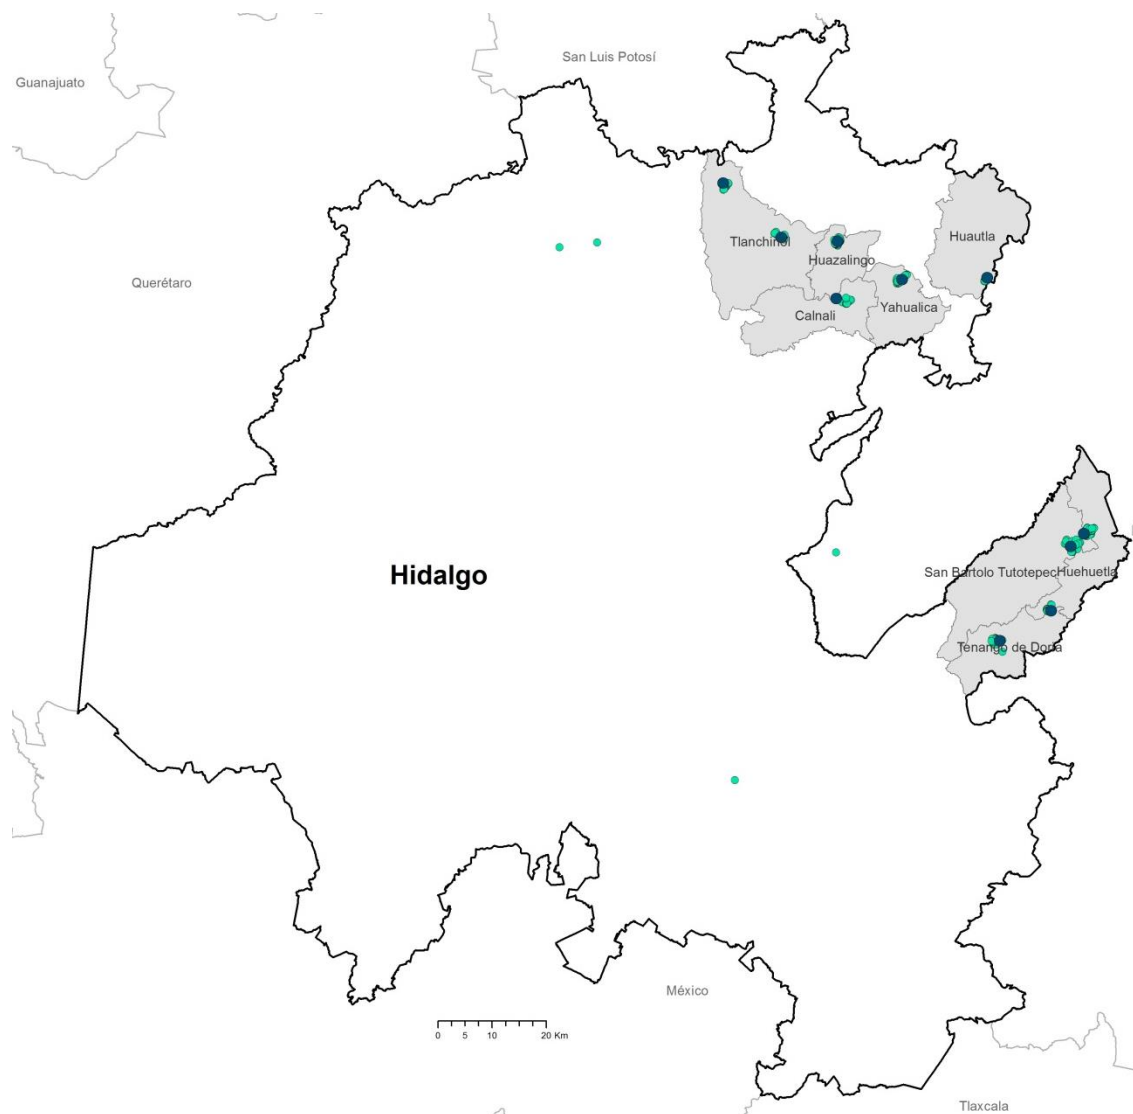 San Luis Potosí
Guanajuato
Huautla
Tlanchinol
Huazalingo
Querétaro
Yahualica
Calnali
San Bartolo Tutotepec
Huehuetla
Hidalgo
Tenango de Doria
México
0 5 10 20 Km
Tlaxcala